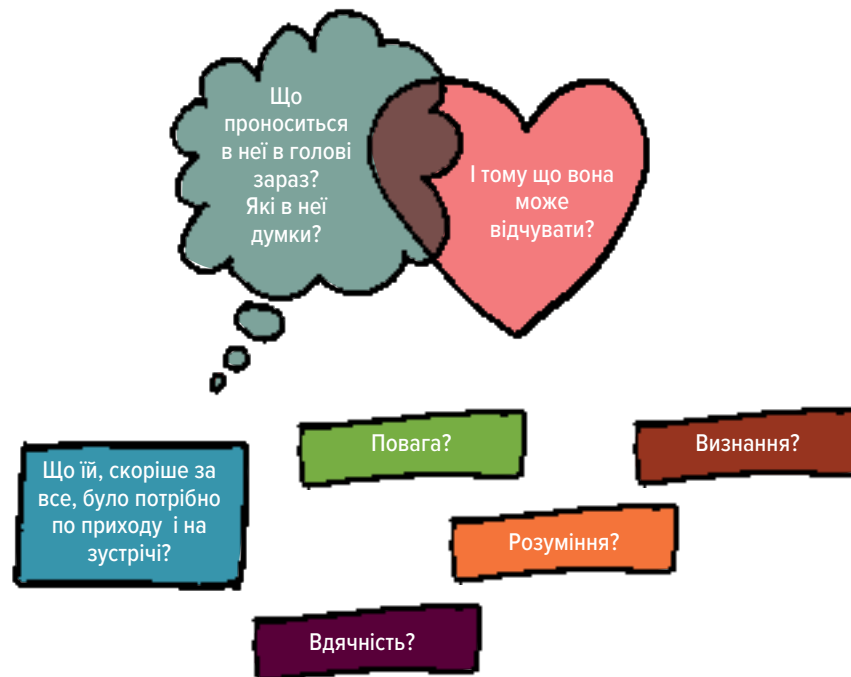 Що
проноситься
в неї в голові
зараз?
Які в неї
думки?
І тому що вона
може
відчувати?
Що їй, скоріше за
все, було потрібно
по приходу і на
зустрічі?
Повага?
Визнання?
Розуміння?
Вдячність?